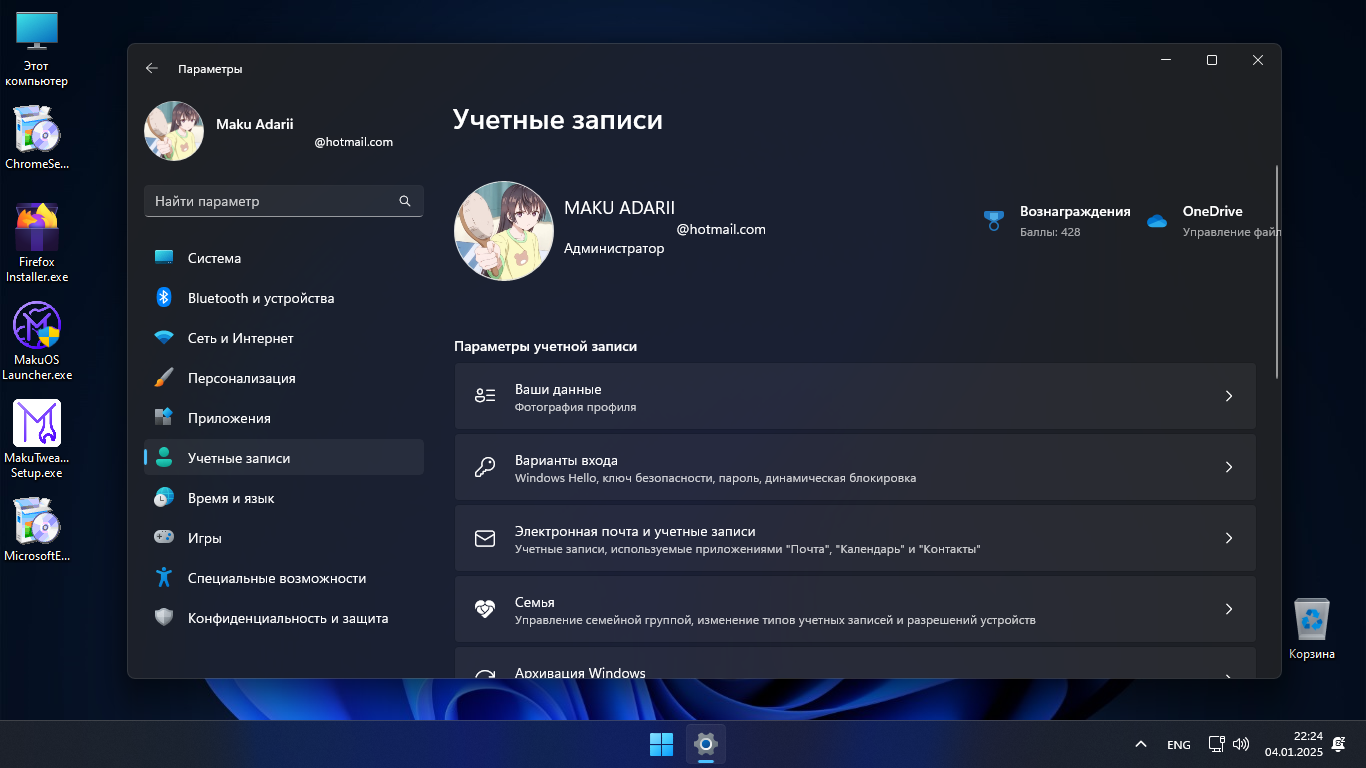 Этот
компьютер
ChromeSe...
Firefox
Installer.exe
MakuOS
Launcher.exe
MakuTwea...
Setup.exe
MicrosoftE...
Параметры
Maku Adarii
@hotmail.com
Найти параметр
Система
Bluetooth и устройства
Сеть и Интернет
Персонализация
Приложения
Учетные записи
Время и язык
Игры
Специальные возможности
Конфиденциальность и защита
Учетные записи
MAKU ADARII
@hotmail.com
Администратор
Вознаграждения
Баллы: 428
OneDrive
Управление файл
Параметры учетной записи
Ваши данные
Фотография профиля
Варианты входа
Windows Hello, ключ безопасности, пароль, динамическая блокировка
Электронная почта и учетные записи
Учетные записи, используемые приложениями "Почта", "Календарь" и "Контакты"
Семья
Управление семейной группой, изменение типов учетных записей и разрешений устройств
Архивация Windows
Корзина
ENG
22:24
04.01.2025